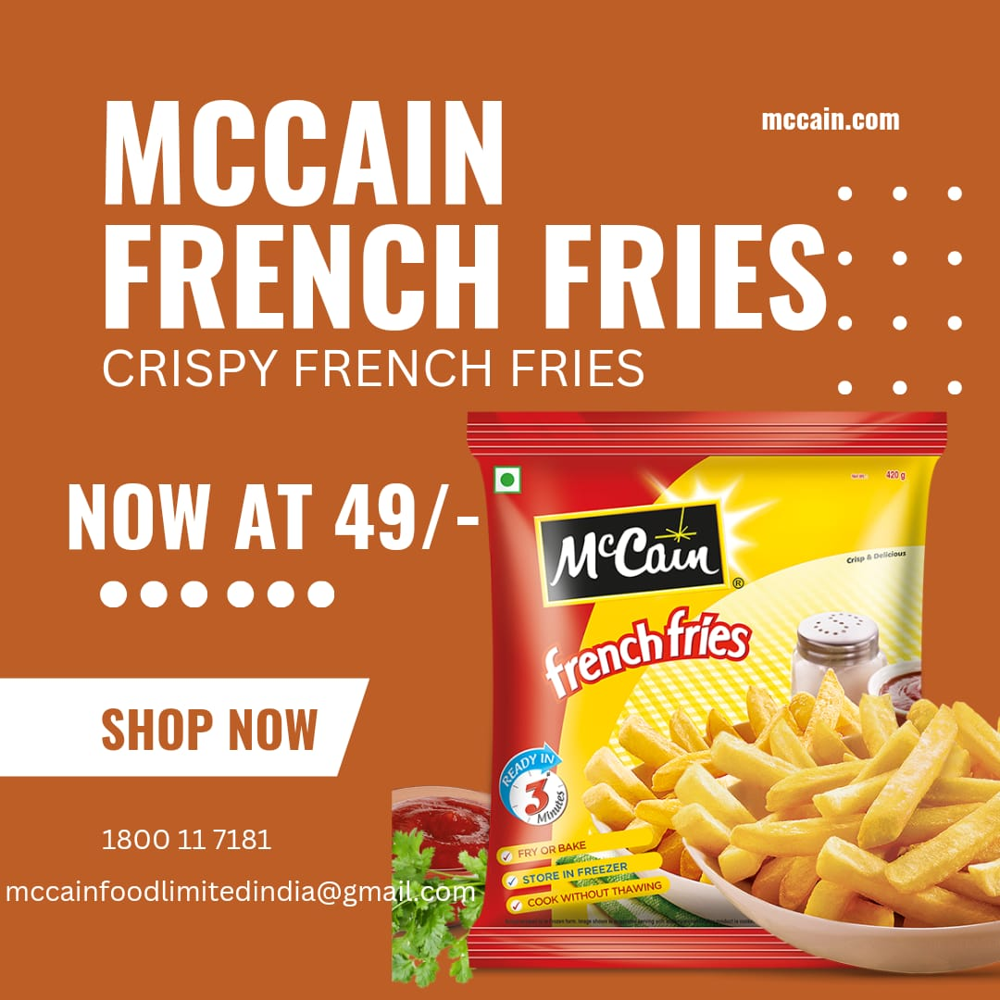 MCCAIN
mccain.com
FRENCH FRIES
CRISPY FRENCH FRIES
NOW AT 49/-
420 g
McCain
®
Crisp & Delicious
french fries
SHOP NOW
READY IN
3
Minutes
1800 11 7181
FRY OR BAKE
STORE IN FREEZER
COOK WITHOUT THAWING
mccainfoodlimitedindia@gmail.com